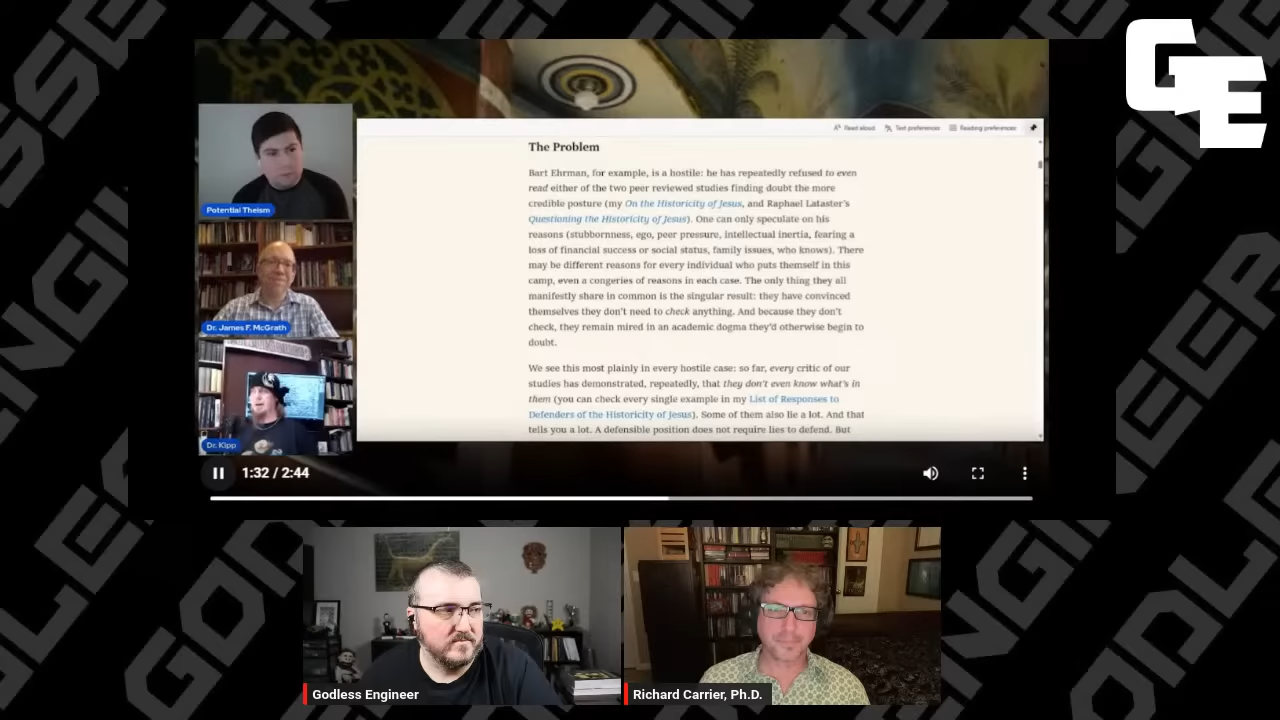 GE
Read aloud Text preferences Reading preferences
The Problem
Bart Ehrman, for example, is a hostile: he has repeatedly refused to even
read either of the two peer reviewed studies finding doubt the more
credible posture (my On the Historicity of Jesus, and Raphael Lataster's
Questioning the Historicity of Jesus). One can only speculate on his
reasons (stubbornness, ego, peer pressure, intellectual inertia, fearing a
loss of financial success or social status, family issues, who knows). There
may be different reasons for every individual who puts themself in this
camp, even a congeries of reasons in each case. The only thing they all
manifestly share in common is the singular result: they have convinced
themselves they don't need to check anything. And because they don't
check, they remain mired in an academic dogma they'd otherwise begin to
doubt.
We see this most plainly in every hostile case: so far, every critic of our
studies has demonstrated, repeatedly, that they don't even know what's in
them (you can check every single example in my List of Responses to
Defenders of the Historicity of Jesus). Some of them also lie a lot. And that
tells you a lot. A defensible position does not require lies to defend. But
Potential Theism
Dr. James F. McGrath
Dr. Kipp
1:32 / 2:44
Godless Engineer
Richard Carrier, Ph.D.